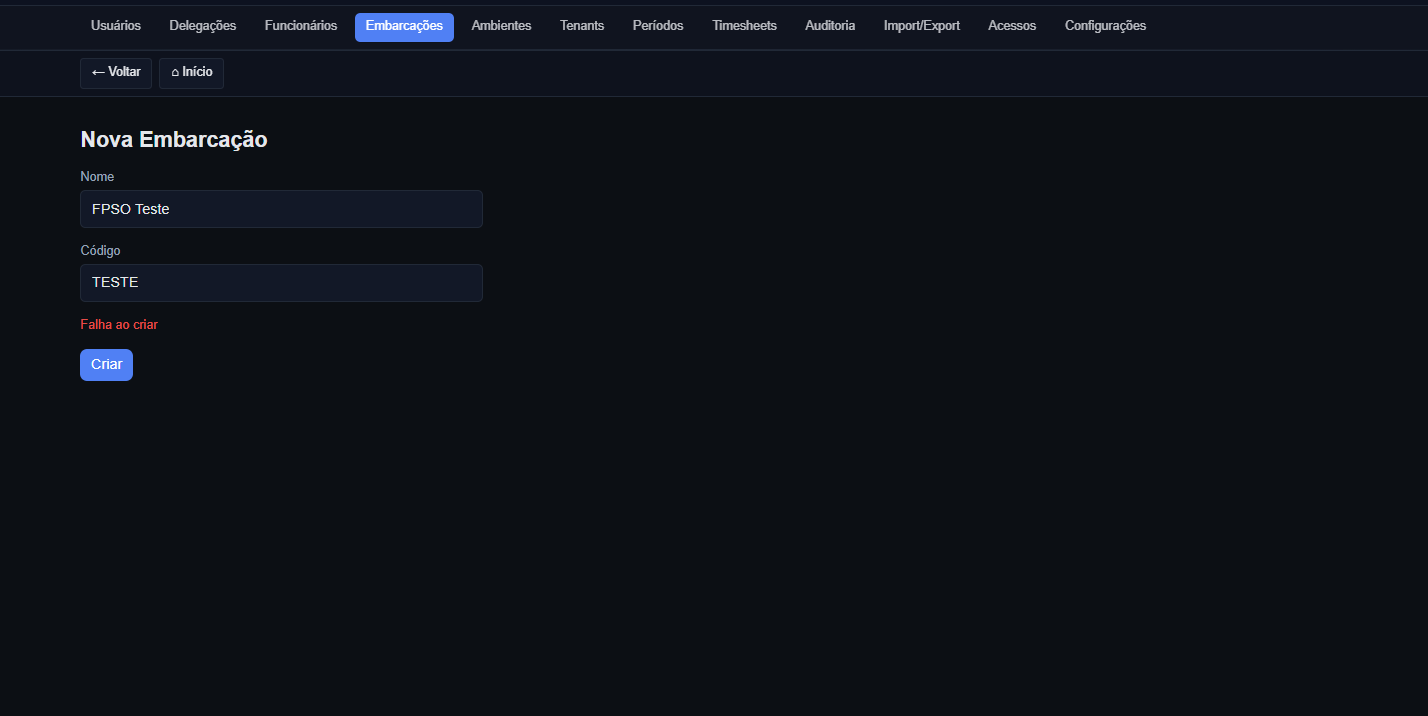 Usuários Delegações Funcionários Embarcações Ambientes Tenants Períodos Timesheets Auditoria Import/Export Acessos Configurações
← Voltar ⌂ Início
Nova Embarcação
Nome
FPSO Teste
Código
TESTE
Falha ao criar
Criar